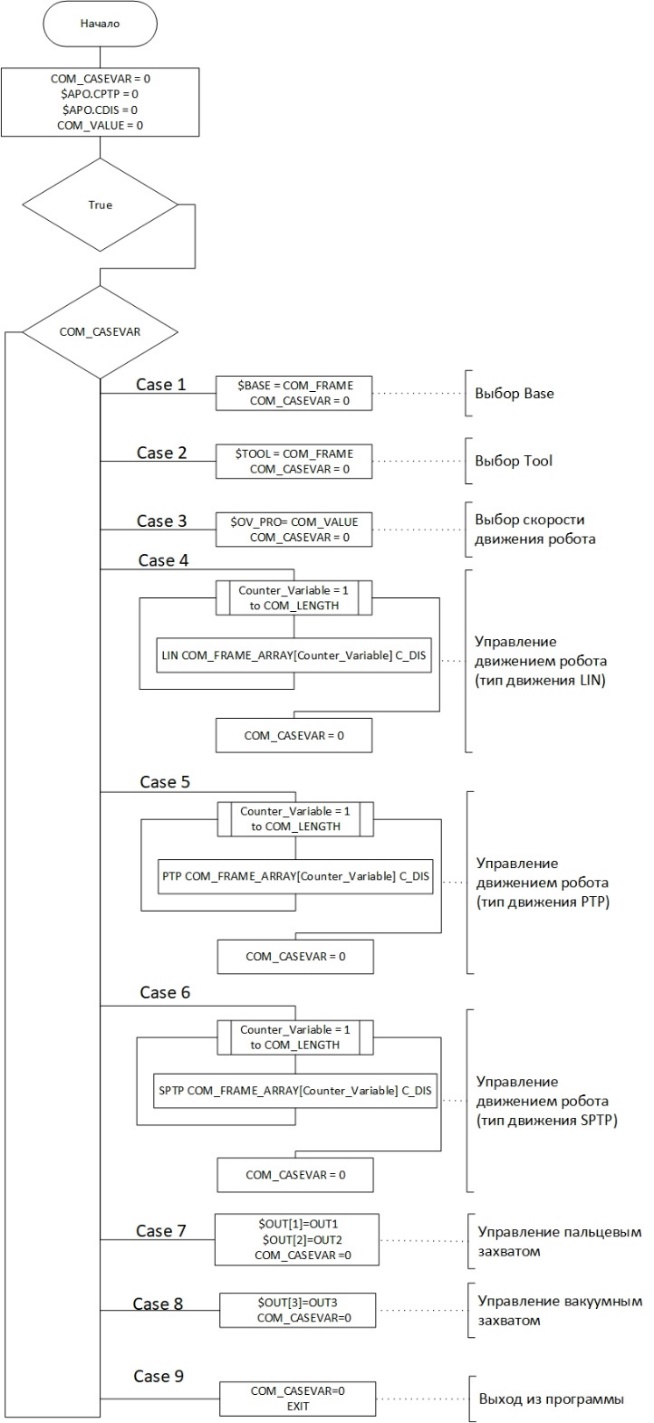 Начало
COM_CASEVAR = 0
$APO.CPTP = 0
$APO.CDIS = 0
COM_VALUE = 0
True
COM_CASEVAR
Case 1
$BASE = COM_FRAME
COM_CASEVAR = 0
Выбор Base
Case 2
$TOOL = COM_FRAME
COM_CASEVAR = 0
Выбор Tool
Case 3
$OV_PRO= COM_VALUE
COM_CASEVAR = 0
Выбор скорости
движения робота
Case 4
Counter_Variable = 1
to COM_LENGTH
LIN COM_FRAME_ARRAY[Counter_Variable] C_DIS
COM_CASEVAR = 0
Управление
движением робота
(тип движения LIN)
Case 5
Counter_Variable = 1
to COM_LENGTH
PTP COM_FRAME_ARRAY[Counter_Variable] C_DIS
COM_CASEVAR = 0
Управление
движением робота
(тип движения PTP)
Case 6
Counter_Variable = 1
to COM_LENGTH
SPTP COM_FRAME_ARRAY[Counter_Variable] C_DIS
COM_CASEVAR = 0
Управление
движением робота
(тип движения SPTP)
Case 7
$OUT[1]=OUT1
$OUT[2]=OUT2
COM_CASEVAR =0
Управление пальцевым
захватом
Case 8
$OUT[3]=OUT3
COM_CASEVAR=0
Управление вакуумным
захватом
Case 9
COM_CASEVAR=0
EXIT
Выход из программы